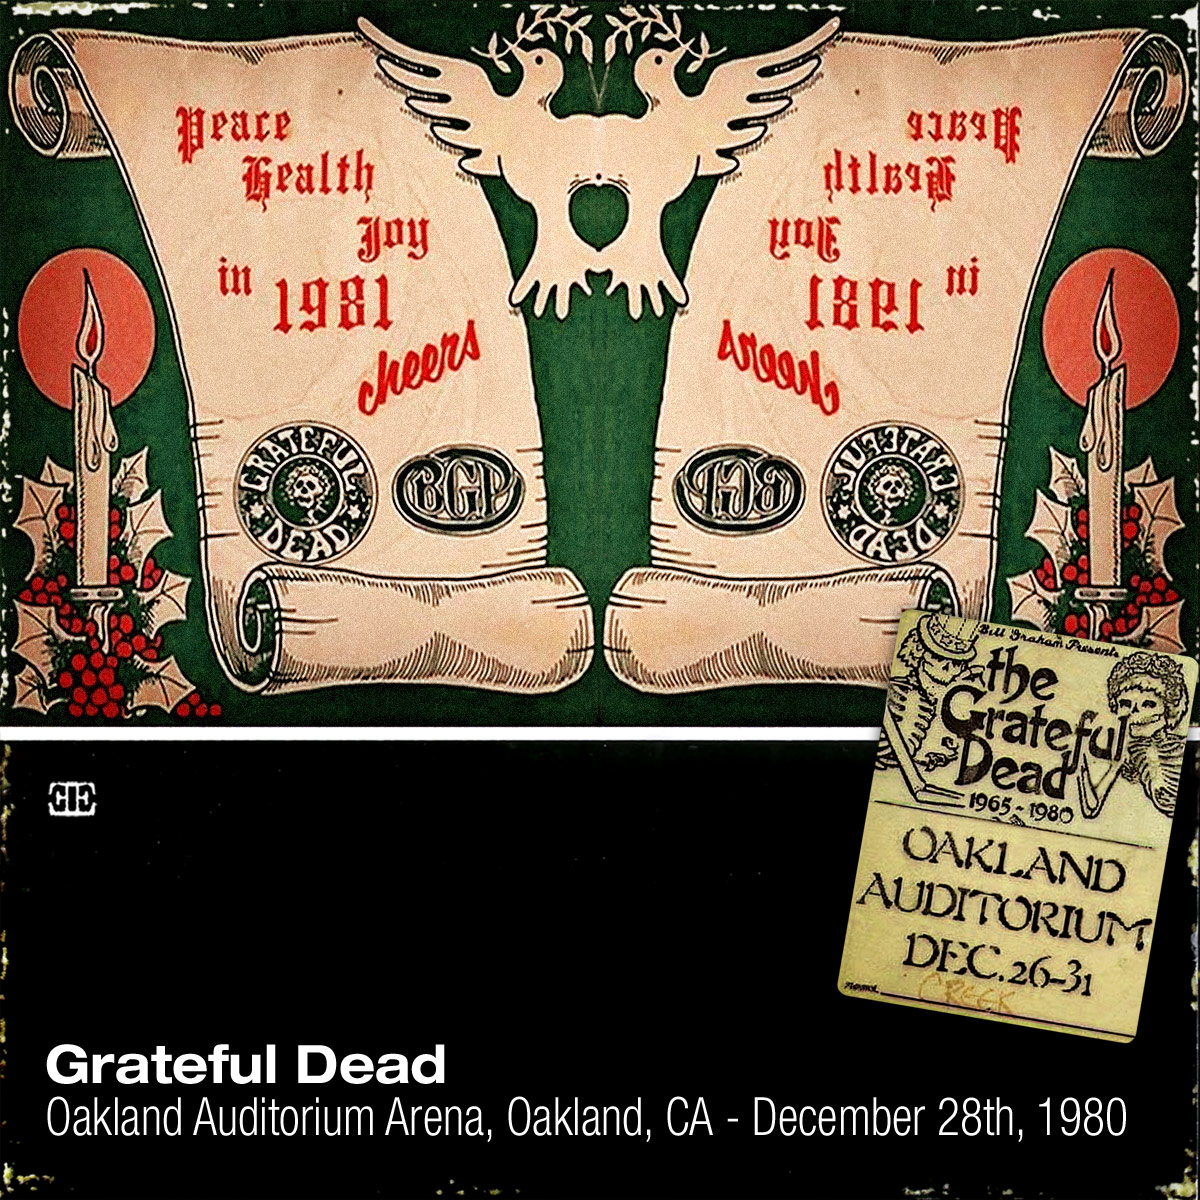 Peace
Health
Joy
in 1981
cheers
GRATEFUL
DEAD
BGP
Peace
Health
Joy
in 1981
cheers
GRATEFUL
DEAD
BGP
Bill Graham Presents
the
Grateful
Dead
1965 - 1980
OAKLAND
AUDITORIUM
DEC. 26-31
Grateful Dead
Oakland Auditorium Arena, Oakland, CA - December 28th, 1980